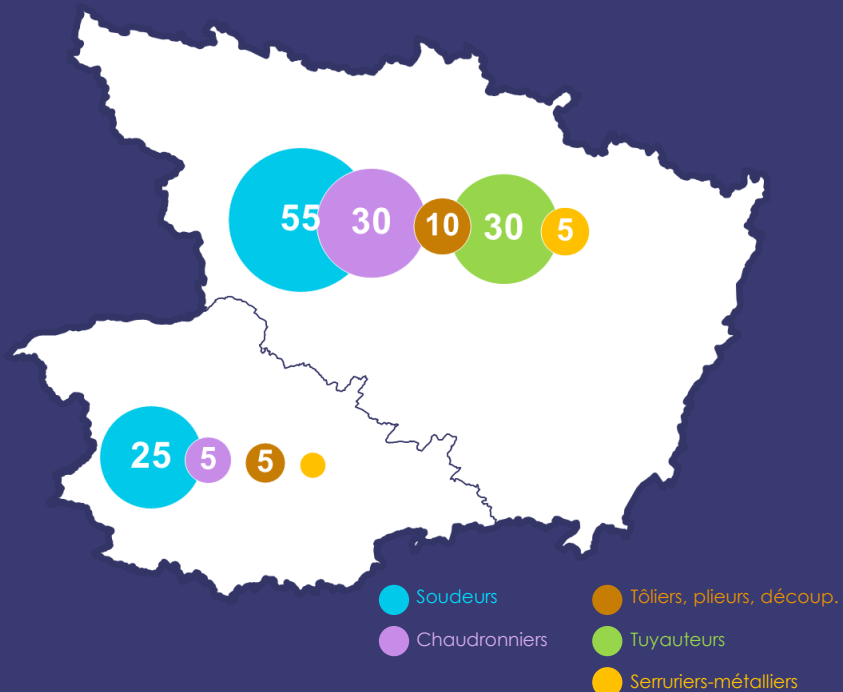 55 30 10 30 5
25 5 5
Soudeurs
Chaudronniers
Tôliers, plieurs, découp.
Tuyauteurs
Serruriers-métalliers